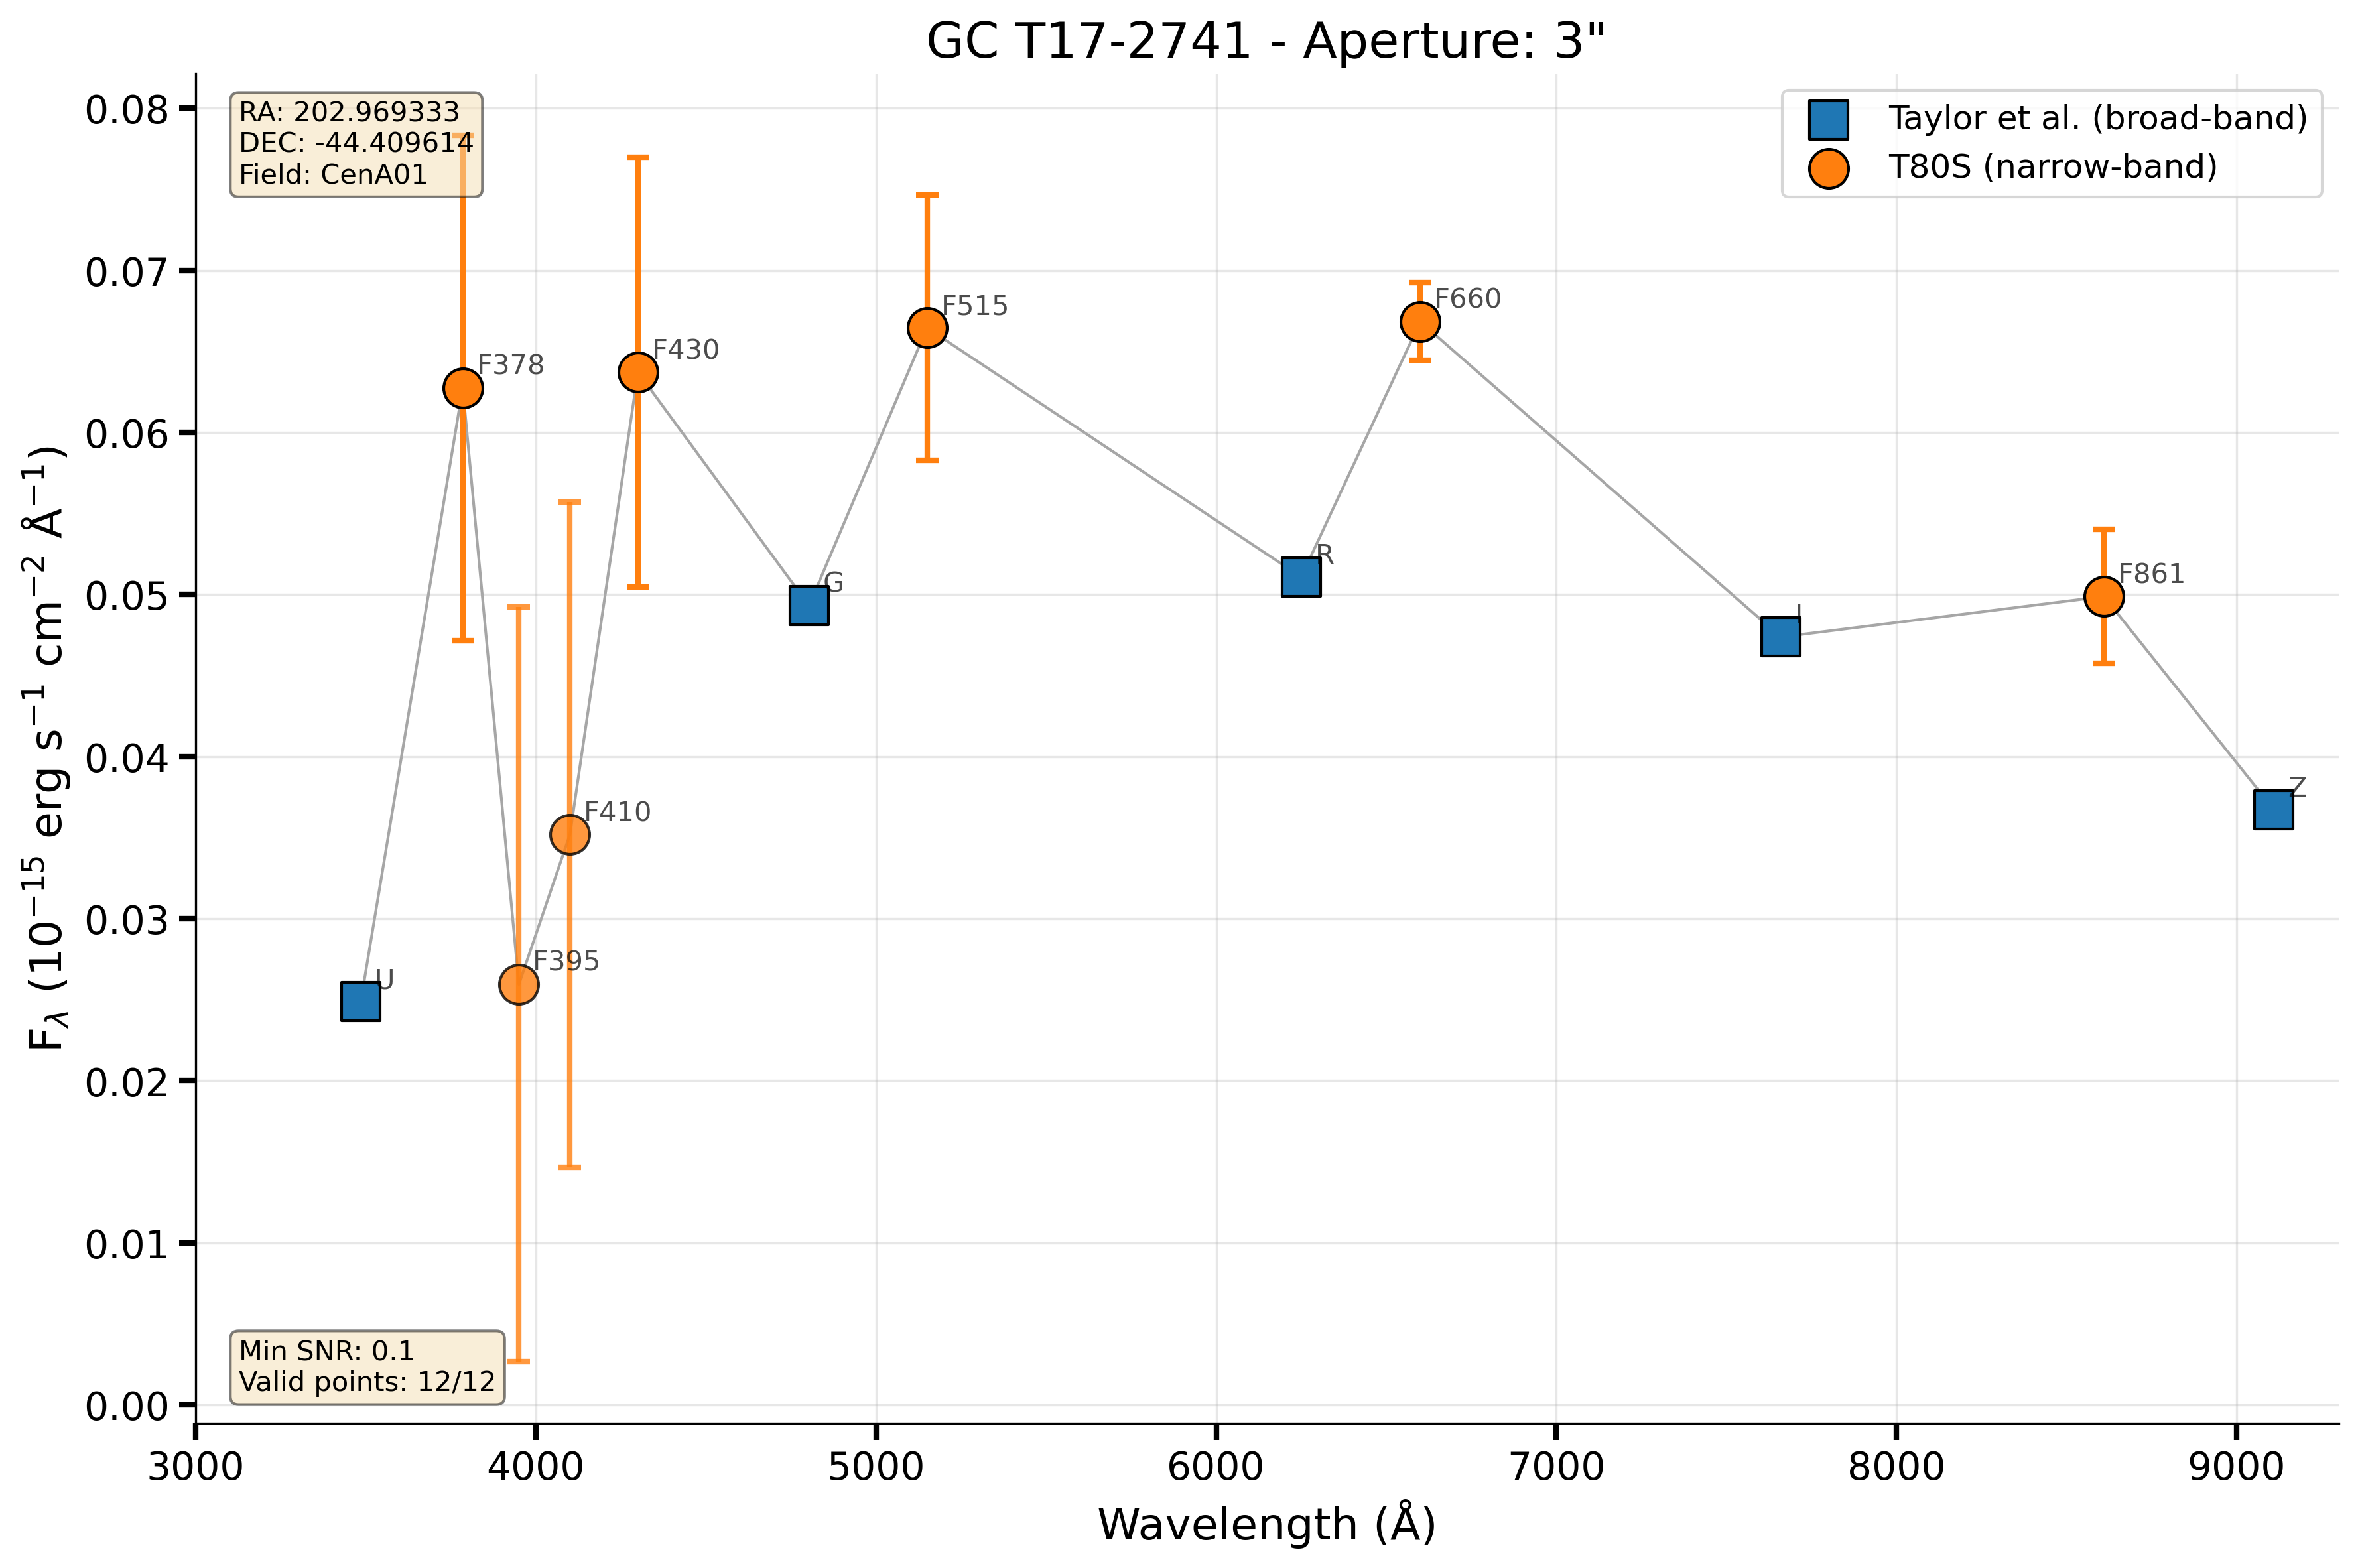 GC T17-2741 - Aperture: 3"
RA: 202.969333
DEC: -44.409614
Field: CenA01
Taylor et al. (broad-band)
T80S (narrow-band)
0.08
0.07
0.06
0.05
0.04
0.03
0.02
0.01
0.00
F_λ (10⁻¹⁵ erg s⁻¹ cm⁻² Å⁻¹)
U
F378
F395
F410
F430
G
F515
R
F660
I
F861
Z
Min SNR: 0.1
Valid points: 12/12
3000 4000 5000 6000 7000 8000 9000
Wavelength (Å)